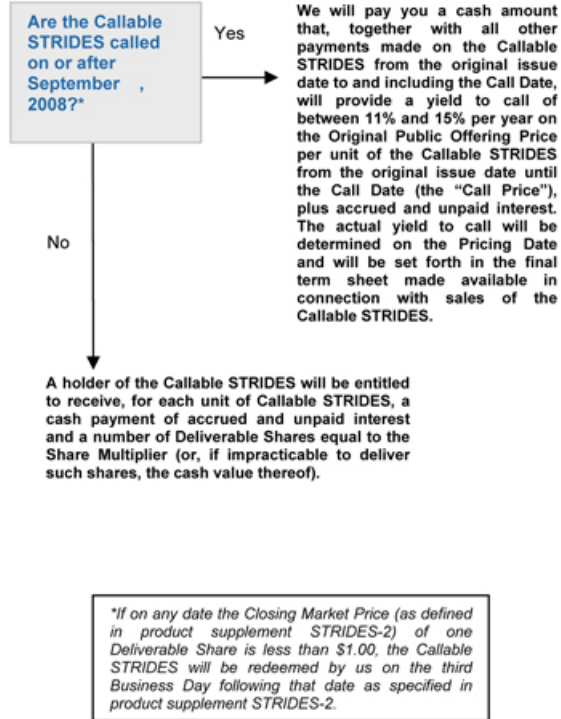 Are the Callable
STRIDES called
on or after
September    ,
2008?*
Yes
We will pay you a cash amount
that, together with all other
payments made on the Callable
STRIDES from the original issue
date to and including the Call Date,
will provide a yield to call of
between 11% and 15% per year on
the Original Public Offering Price
per unit of the Callable STRIDES
from the original issue date until
the Call Date (the “Call Price”),
plus accrued and unpaid interest.
The actual yield to call will be
determined on the Pricing Date
and will be set forth in the final
term sheet made available in
connection with sales of the
Callable STRIDES.
No
A holder of the Callable STRIDES will be entitled
to receive, for each unit of Callable STRIDES, a
cash payment of accrued and unpaid interest
and a number of Deliverable Shares equal to the
Share Multiplier (or, if impracticable to deliver
such shares, the cash value thereof).
*If on any date the Closing Market Price (as defined
in product supplement STRIDES-2) of one
Deliverable Share is less than $1.00, the Callable
STRIDES will be redeemed by us on the third
Business Day following that date as specified in
product supplement STRIDES-2.